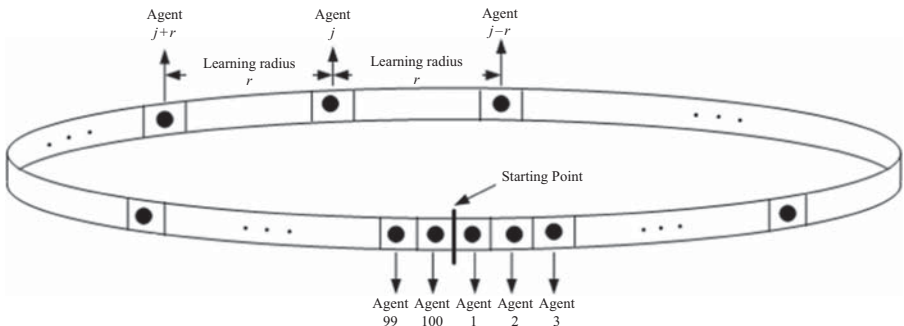 Agent
j+r
Agent
j
Agent
j−r
Learning radius
r
Learning radius
r
Starting Point
Agent
99
Agent
100
Agent
1
Agent
2
Agent
3